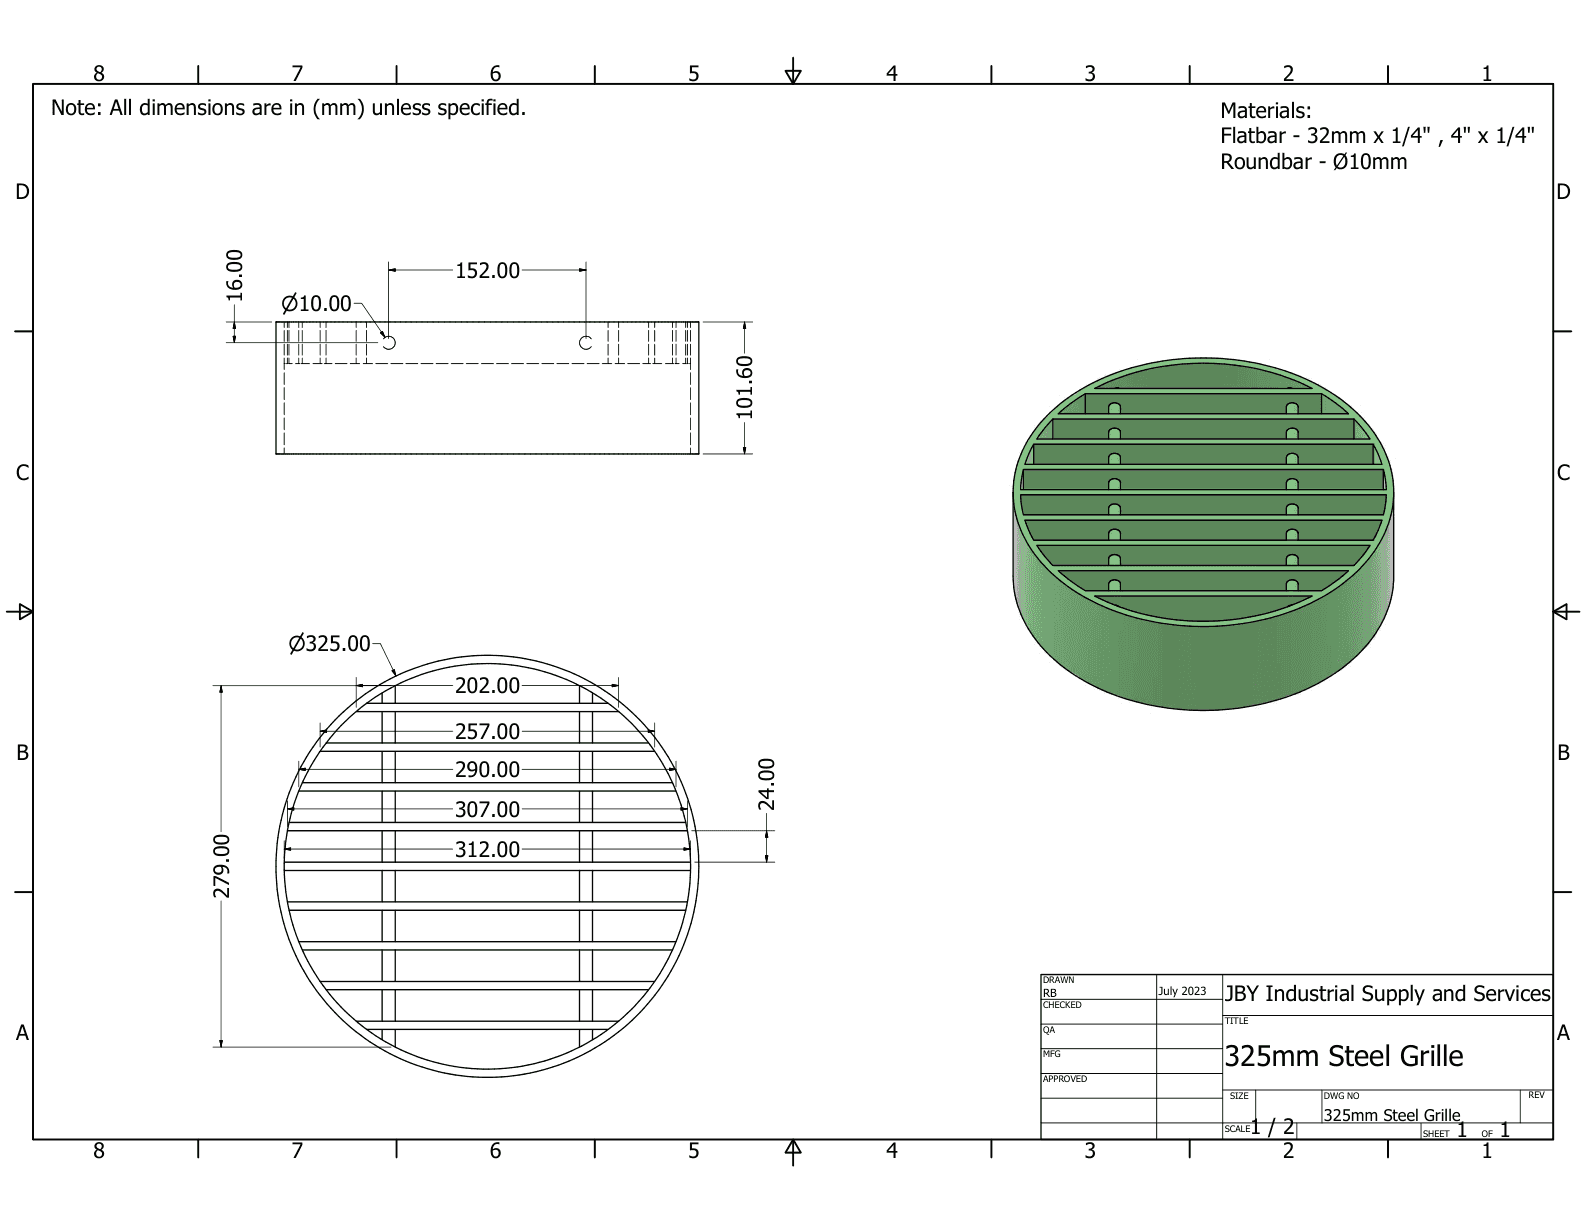 8 7 6 5 4 3 2 1
Note: All dimensions are in (mm) unless specified.
Materials:
Flatbar - 32mm x 1/4" , 4" x 1/4"
Roundbar - Ø10mm
D D
16.00
152.00
Ø10.00
101.60
C C
Ø325.00
202.00
257.00
290.00
307.00
312.00
24.00
279.00
B B
A A
DRAWN
RB
July 2023
CHECKED
QA
MFG
APPROVED
JBY Industrial Supply and Services
TITLE
325mm Steel Grille
SIZE
DWG NO
325mm Steel Grille
REV
SCALE 1 / 2
SHEET 1 OF 1
8 7 6 5 4 3 2 1